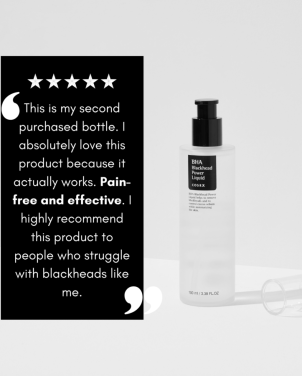 This is my second
purchased bottle. I
absolutely love this
product because it
actually works. Pain-
free and effective. I
highly recommend
this product to
people who struggle
with blackheads like
me.
BHA
Blackhead
Power
Liquid
COSRX